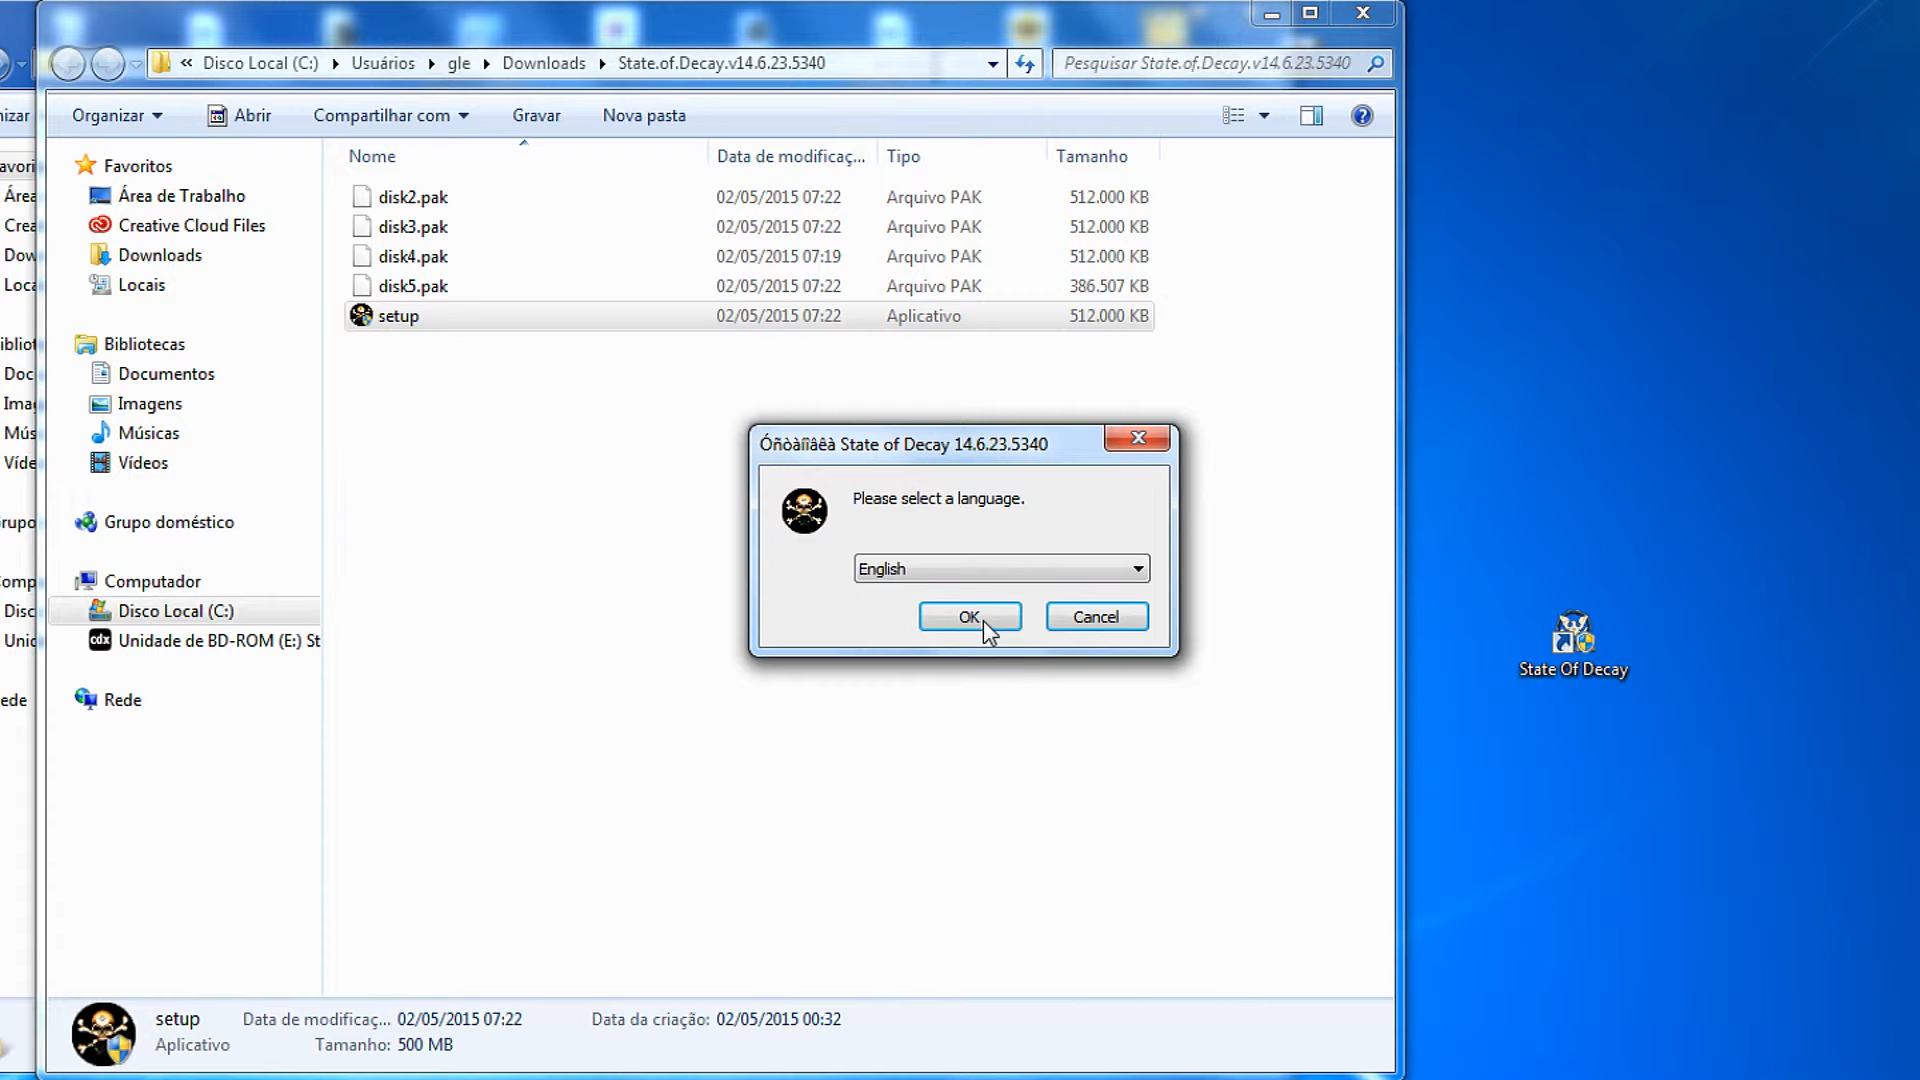 « Disco Local (C:) Usuários gle Downloads State.of.Decay.v14.6.23.5340 Pesquisar State.of.Decay.v14.6.23.5340
Organizar Abrir Compartilhar com Gravar Nova pasta
Nome Data de modificaç... Tipo Tamanho
disk2.pak 02/05/2015 07:22 Arquivo PAK 512.000 KB
disk3.pak 02/05/2015 07:22 Arquivo PAK 512.000 KB
disk4.pak 02/05/2015 07:19 Arquivo PAK 512.000 KB
disk5.pak 02/05/2015 07:22 Arquivo PAK 386.507 KB
setup 02/05/2015 07:22 Aplicativo 512.000 KB
Favoritos
Área de Trabalho
Creative Cloud Files
Downloads
Locais
Bibliotecas
Documentos
Imagens
Músicas
Vídeos
Grupo doméstico
Computador
Disco Local (C:)
cdx Unidade de BD-ROM (E:) St
Rede
Óñòàíîâêà State of Decay 14.6.23.5340
Please select a language.
English
OK Cancel
State Of Decay
setup Data de modificaç... 02/05/2015 07:22 Data da criação: 02/05/2015 00:32
Aplicativo Tamanho: 500 MB